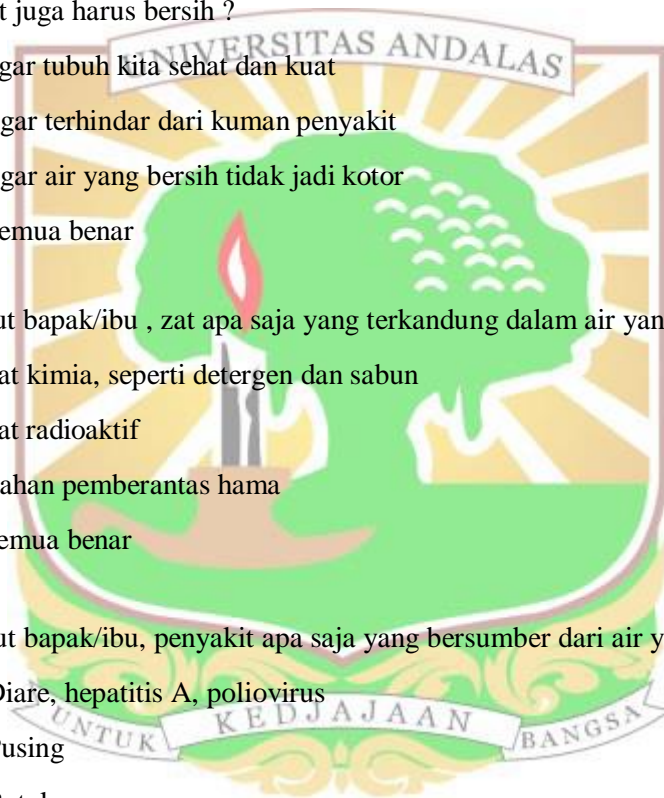 t juga harus bersih ?
UNIVERSITAS ANDALAS
gar tubuh kita sehat dan kuat
gar terhindar dari kuman penyakit
gar air yang bersih tidak jadi kotor
emua benar
ut bapak/ibu , zat apa saja yang terkandung dalam air yan
at kimia, seperti detergen dan sabun
at radioaktif
ahan pemberantas hama
emua benar
ut bapak/ibu, penyakit apa saja yang bersumber dari air y
Diare, hepatitis A, poliovirus
UNTUK KEDJAJAAN BANGSA
Pusing